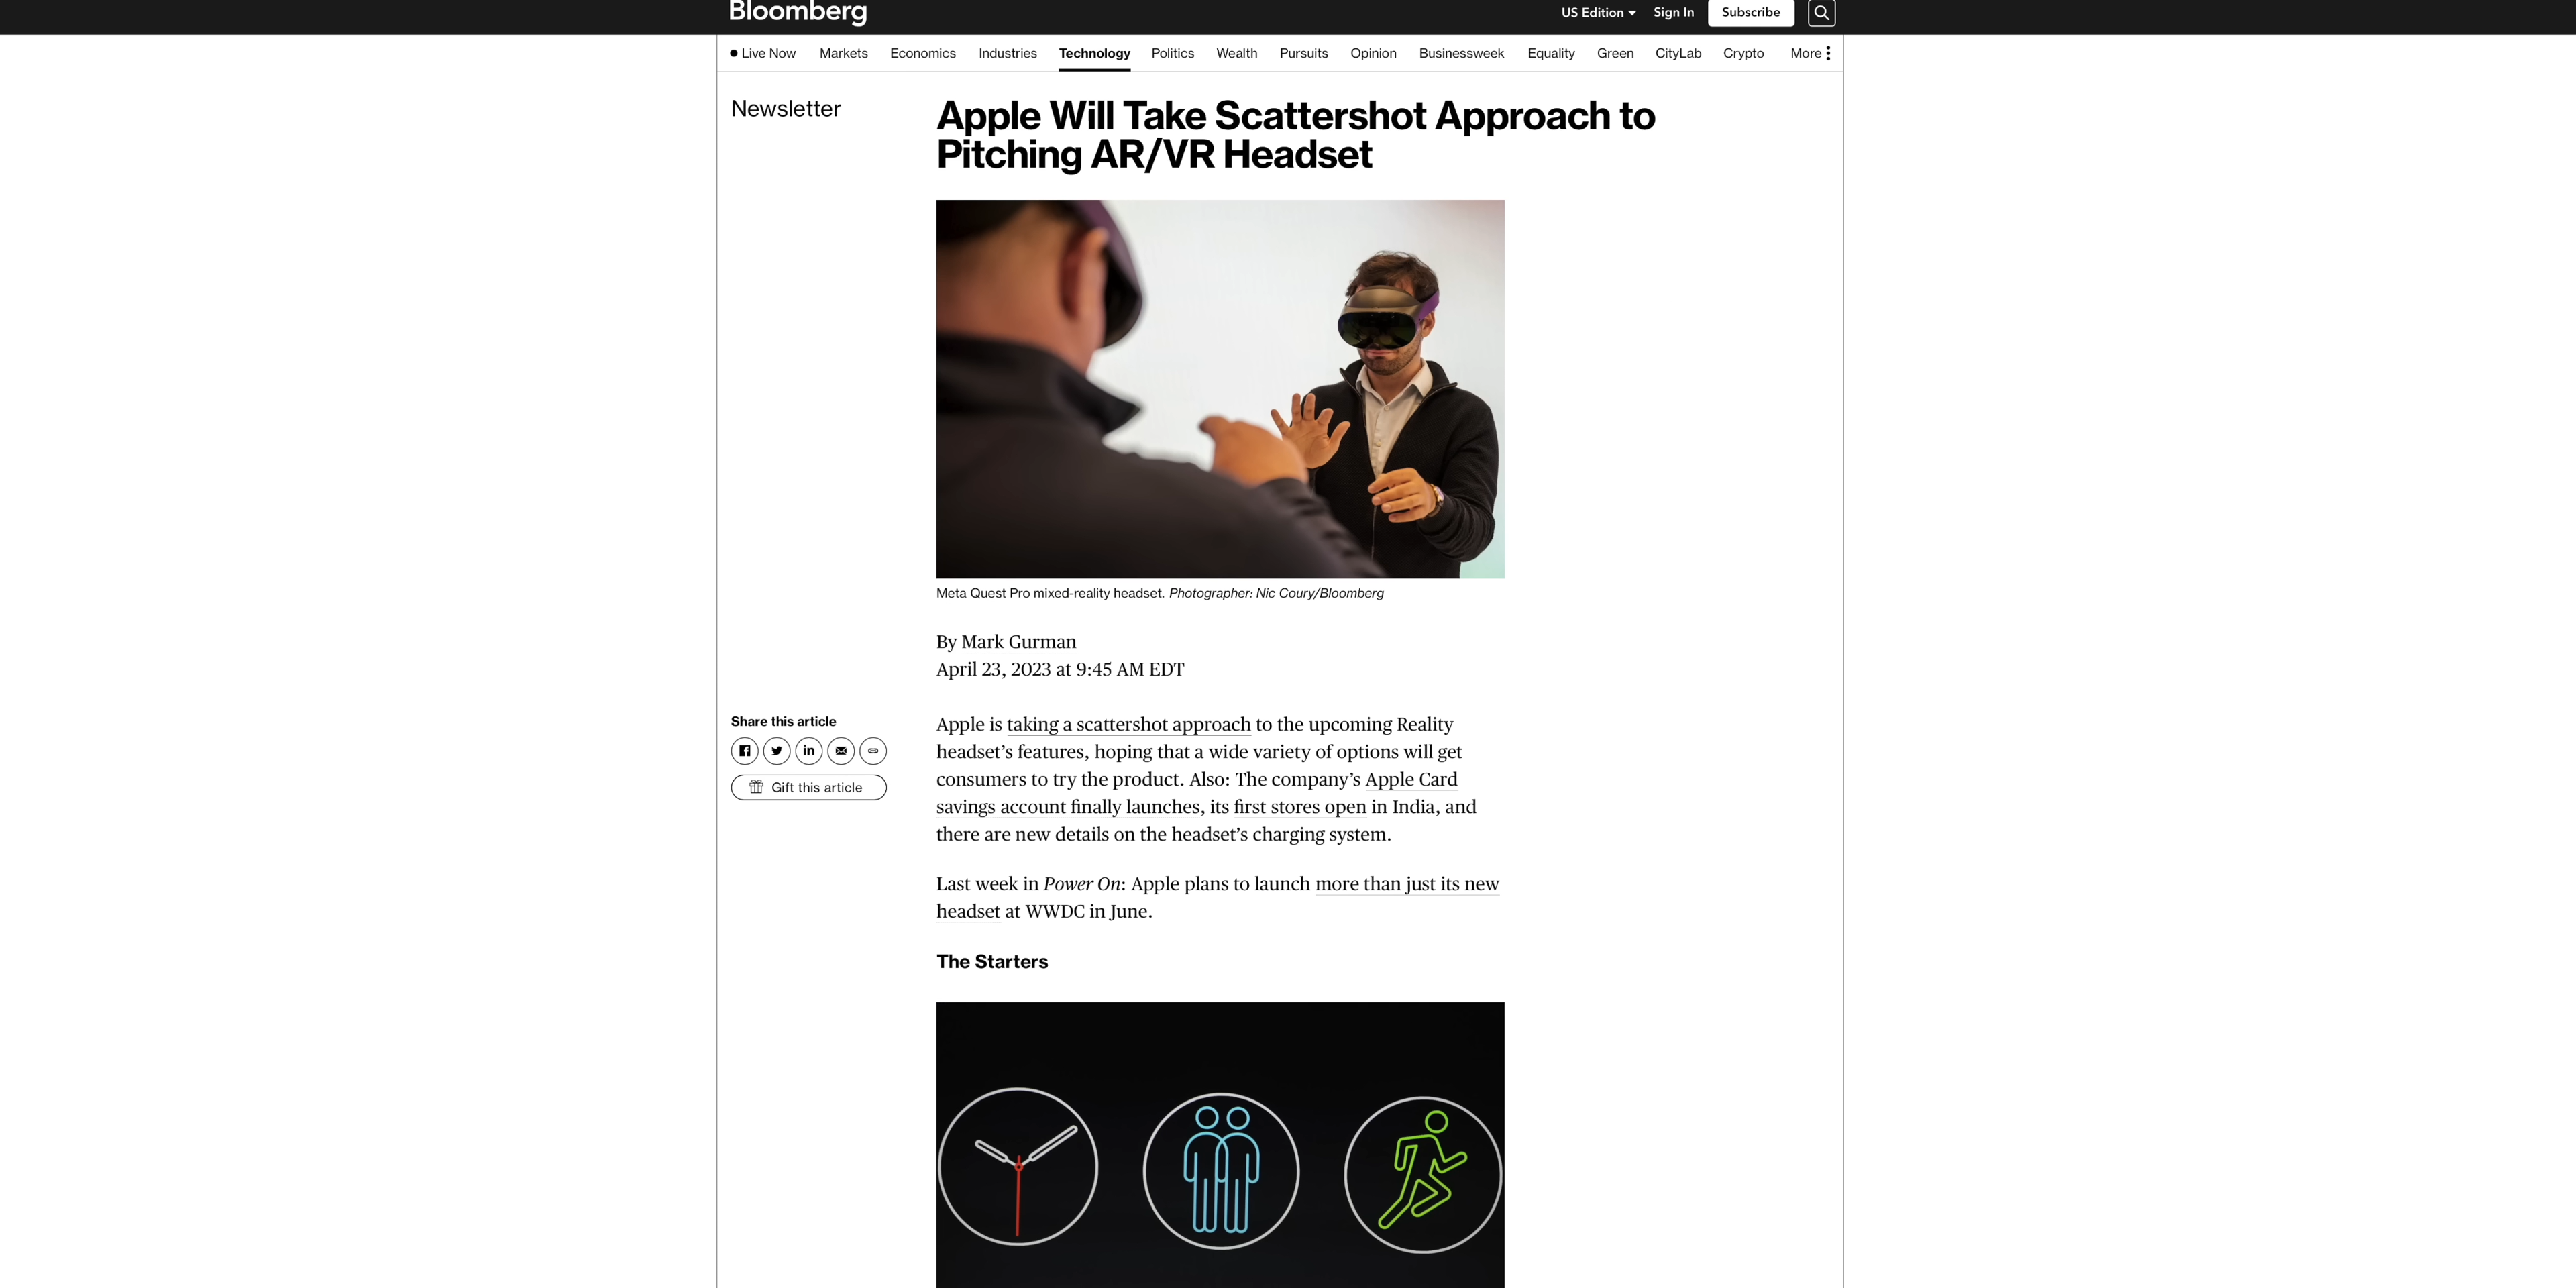 Bloomberg
US Edition
Sign In
Subscribe
Live Now
Markets
Economics
Industries
Technology
Politics
Wealth
Pursuits
Opinion
Businessweek
Equality
Green
CityLab
Crypto
More
Newsletter
Apple Will Take Scattershot Approach to
Pitching AR/VR Headset
Meta Quest Pro mixed-reality headset. Photographer: Nic Coury/Bloomberg
By Mark Gurman
April 23, 2023 at 9:45 AM EDT
Share this article
Gift this article
Apple is taking a scattershot approach to the upcoming Reality
headset’s features, hoping that a wide variety of options will get
consumers to try the product. Also: The company’s Apple Card
savings account finally launches, its first stores open in India, and
there are new details on the headset’s charging system.
Last week in Power On: Apple plans to launch more than just its new
headset at WWDC in June.
The Starters